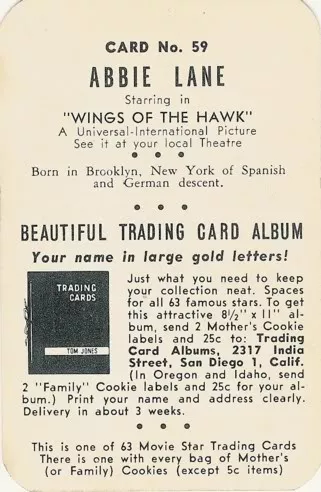 CARD No. 59
ABBIE LANE
Starring in
"WINGS OF THE HAWK"
A Universal-International Picture
See it at your local Theatre
• • •
Born in Brooklyn, New York of Spanish
and German descent.
• • •
BEAUTIFUL TRADING CARD ALBUM
Your name in large gold letters!
TRADING
CARDS
TOM JONES
Just what you need to keep
your collection neat. Spaces
for all 63 famous stars. To get
this attractive 8½" x 11" al-
bum, send 2 Mother's Cookie
labels and 25c to: Trading
Card Albums, 2317 India
Street, San Diego 1, Calif.
(In Oregon and Idaho, send
2 "Family" Cookie labels and 25c for your al-
bum.) Print your name and address clearly.
Delivery in about 3 weeks.
• • •
This is one of 63 Movie Star Trading Cards
There is one with every bag of Mother's
(or Family) Cookies (except 5c items)